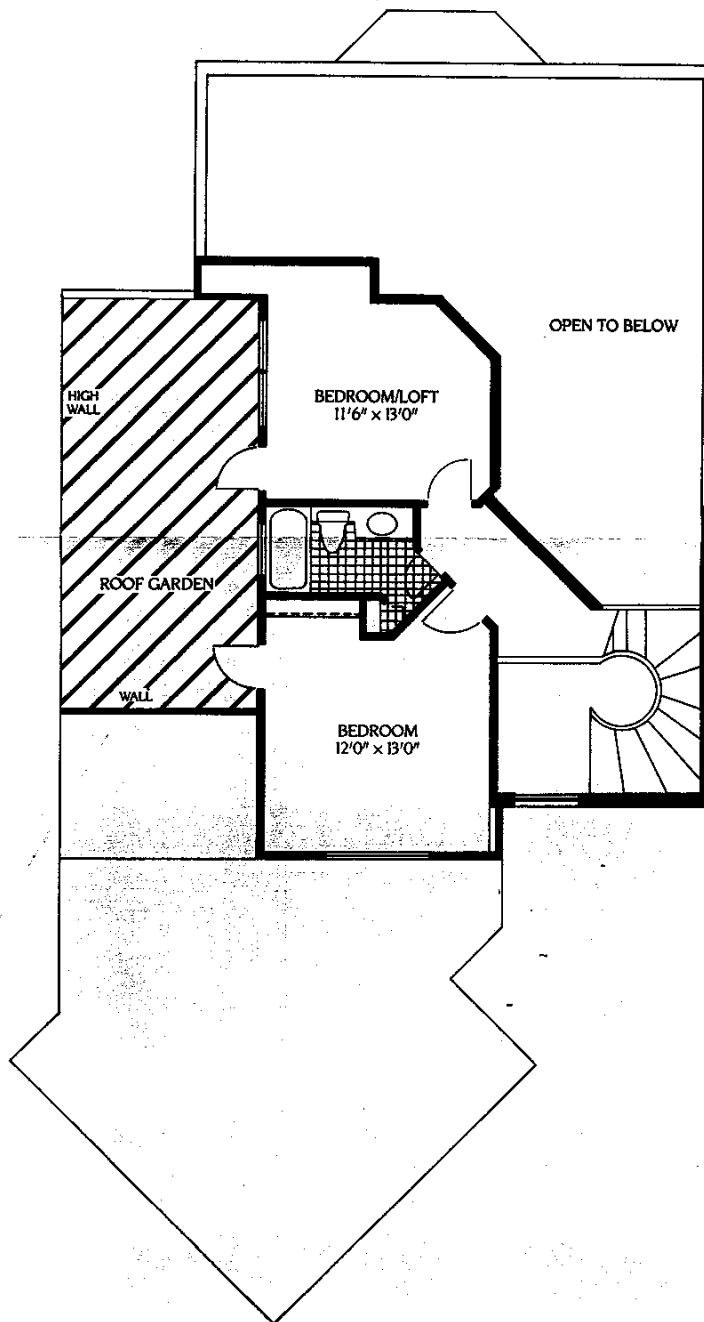 OPEN TO BELOW
HIGH
WALL
BEDROOM/LOFT
11'6" × 13'0"
ROOF GARDEN
WALL
BEDROOM
12'0" × 13'0"